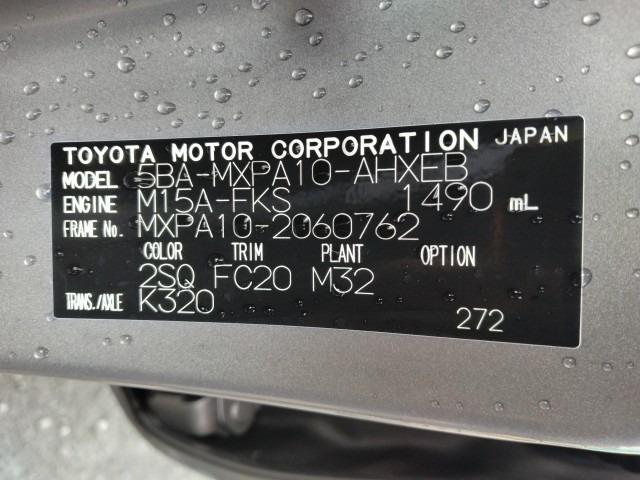 TOYOTA MOTOR CORPORATION JAPAN
MODEL 5BA-MXPA10-AHXEB
ENGINE M15A-FKS 1490 mL
FRAME No. MXPA10-2060762
COLOR TRIM PLANT OPTION
2SQ FC20 M32
TRANS./AXLE K320
272